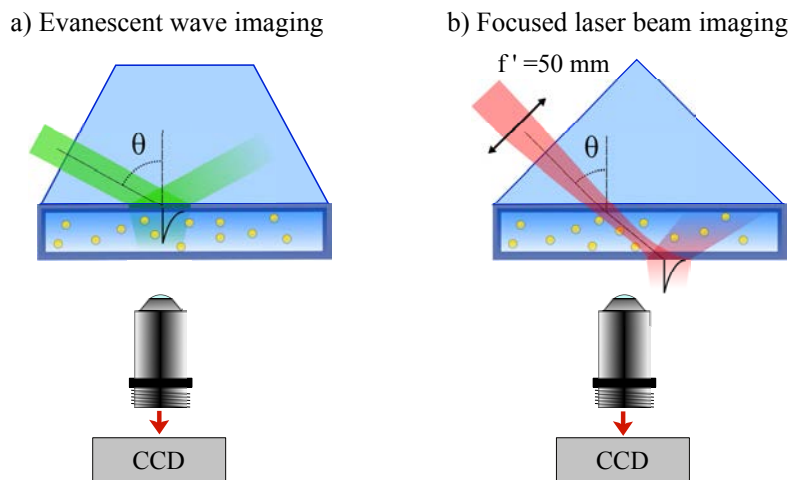 a) Evanescent wave imaging
θ
CCD
b) Focused laser beam imaging
f ' =50 mm
θ
CCD